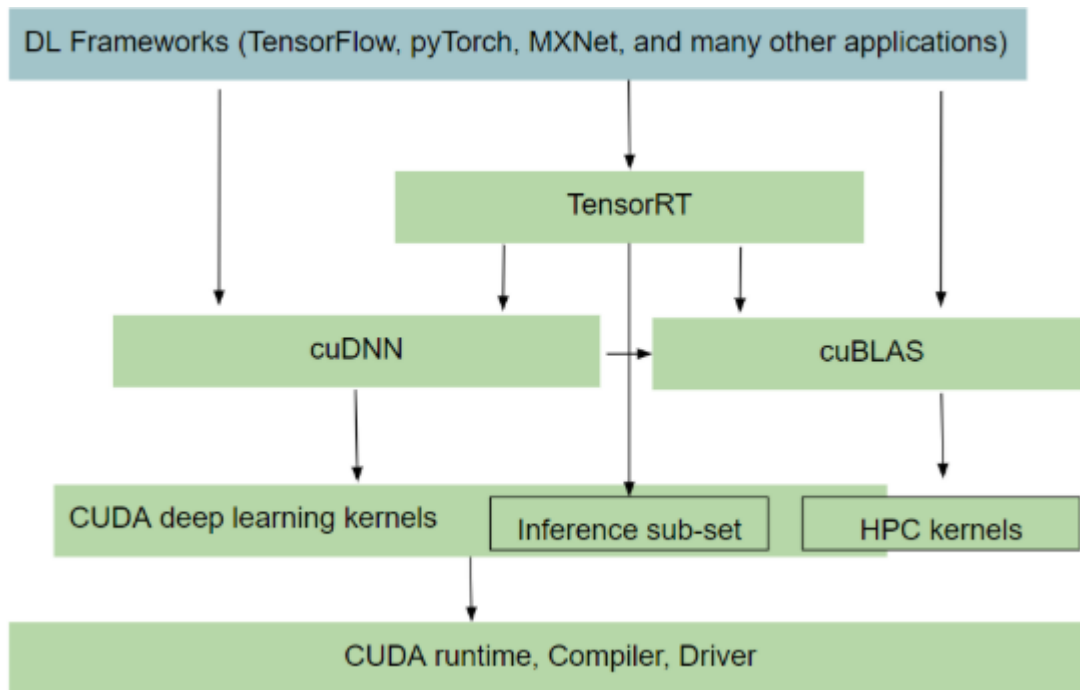 DL Frameworks (TensorFlow, pyTorch, MXNet, and many other applications)
TensorRT
cuDNN
cuBLAS
CUDA deep learning kernels
Inference sub-set
HPC kernels
CUDA runtime, Compiler, Driver